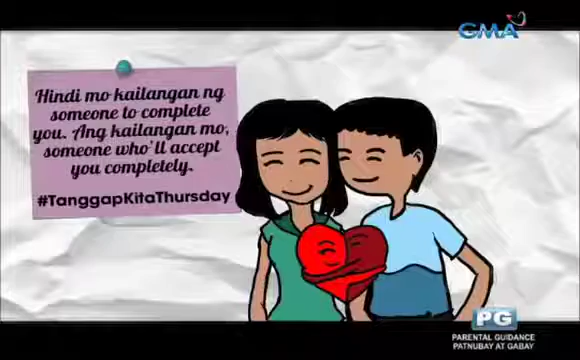 GMA
Hindi mo kailangan ng
someone to complete
you. Ang kailangan mo,
someone who'll accept
you completely.
#TanggapKitaThursday
PG
PARENTAL GUIDANCE
PATNUBAY AT GABAY